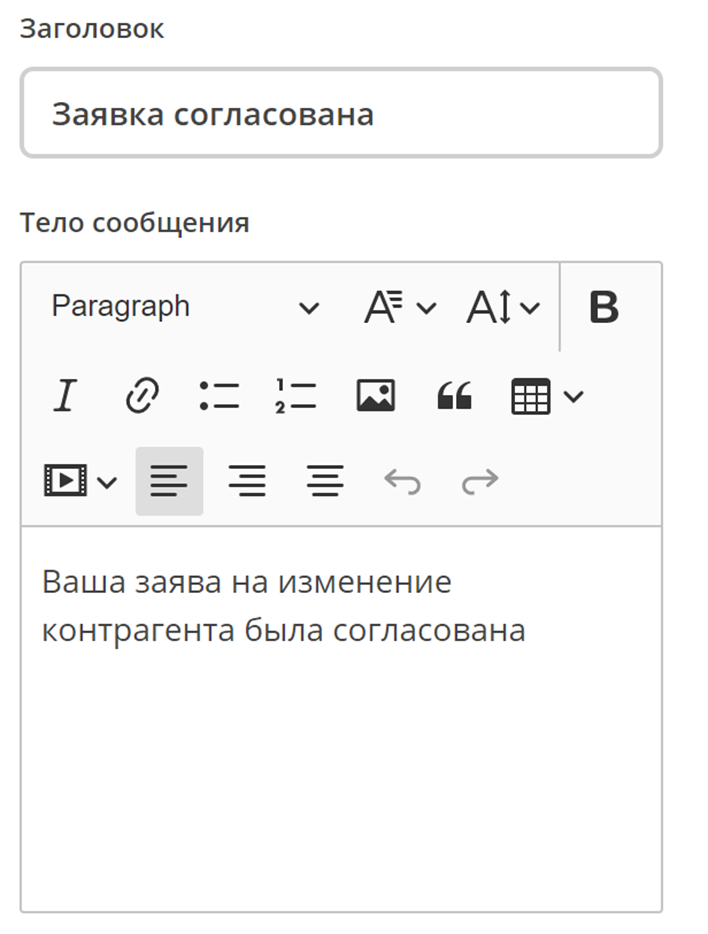 Заголовок
Заявка согласована
Тело сообщения
Paragraph
B
I
Ваша заява на изменение
контрагента была согласована